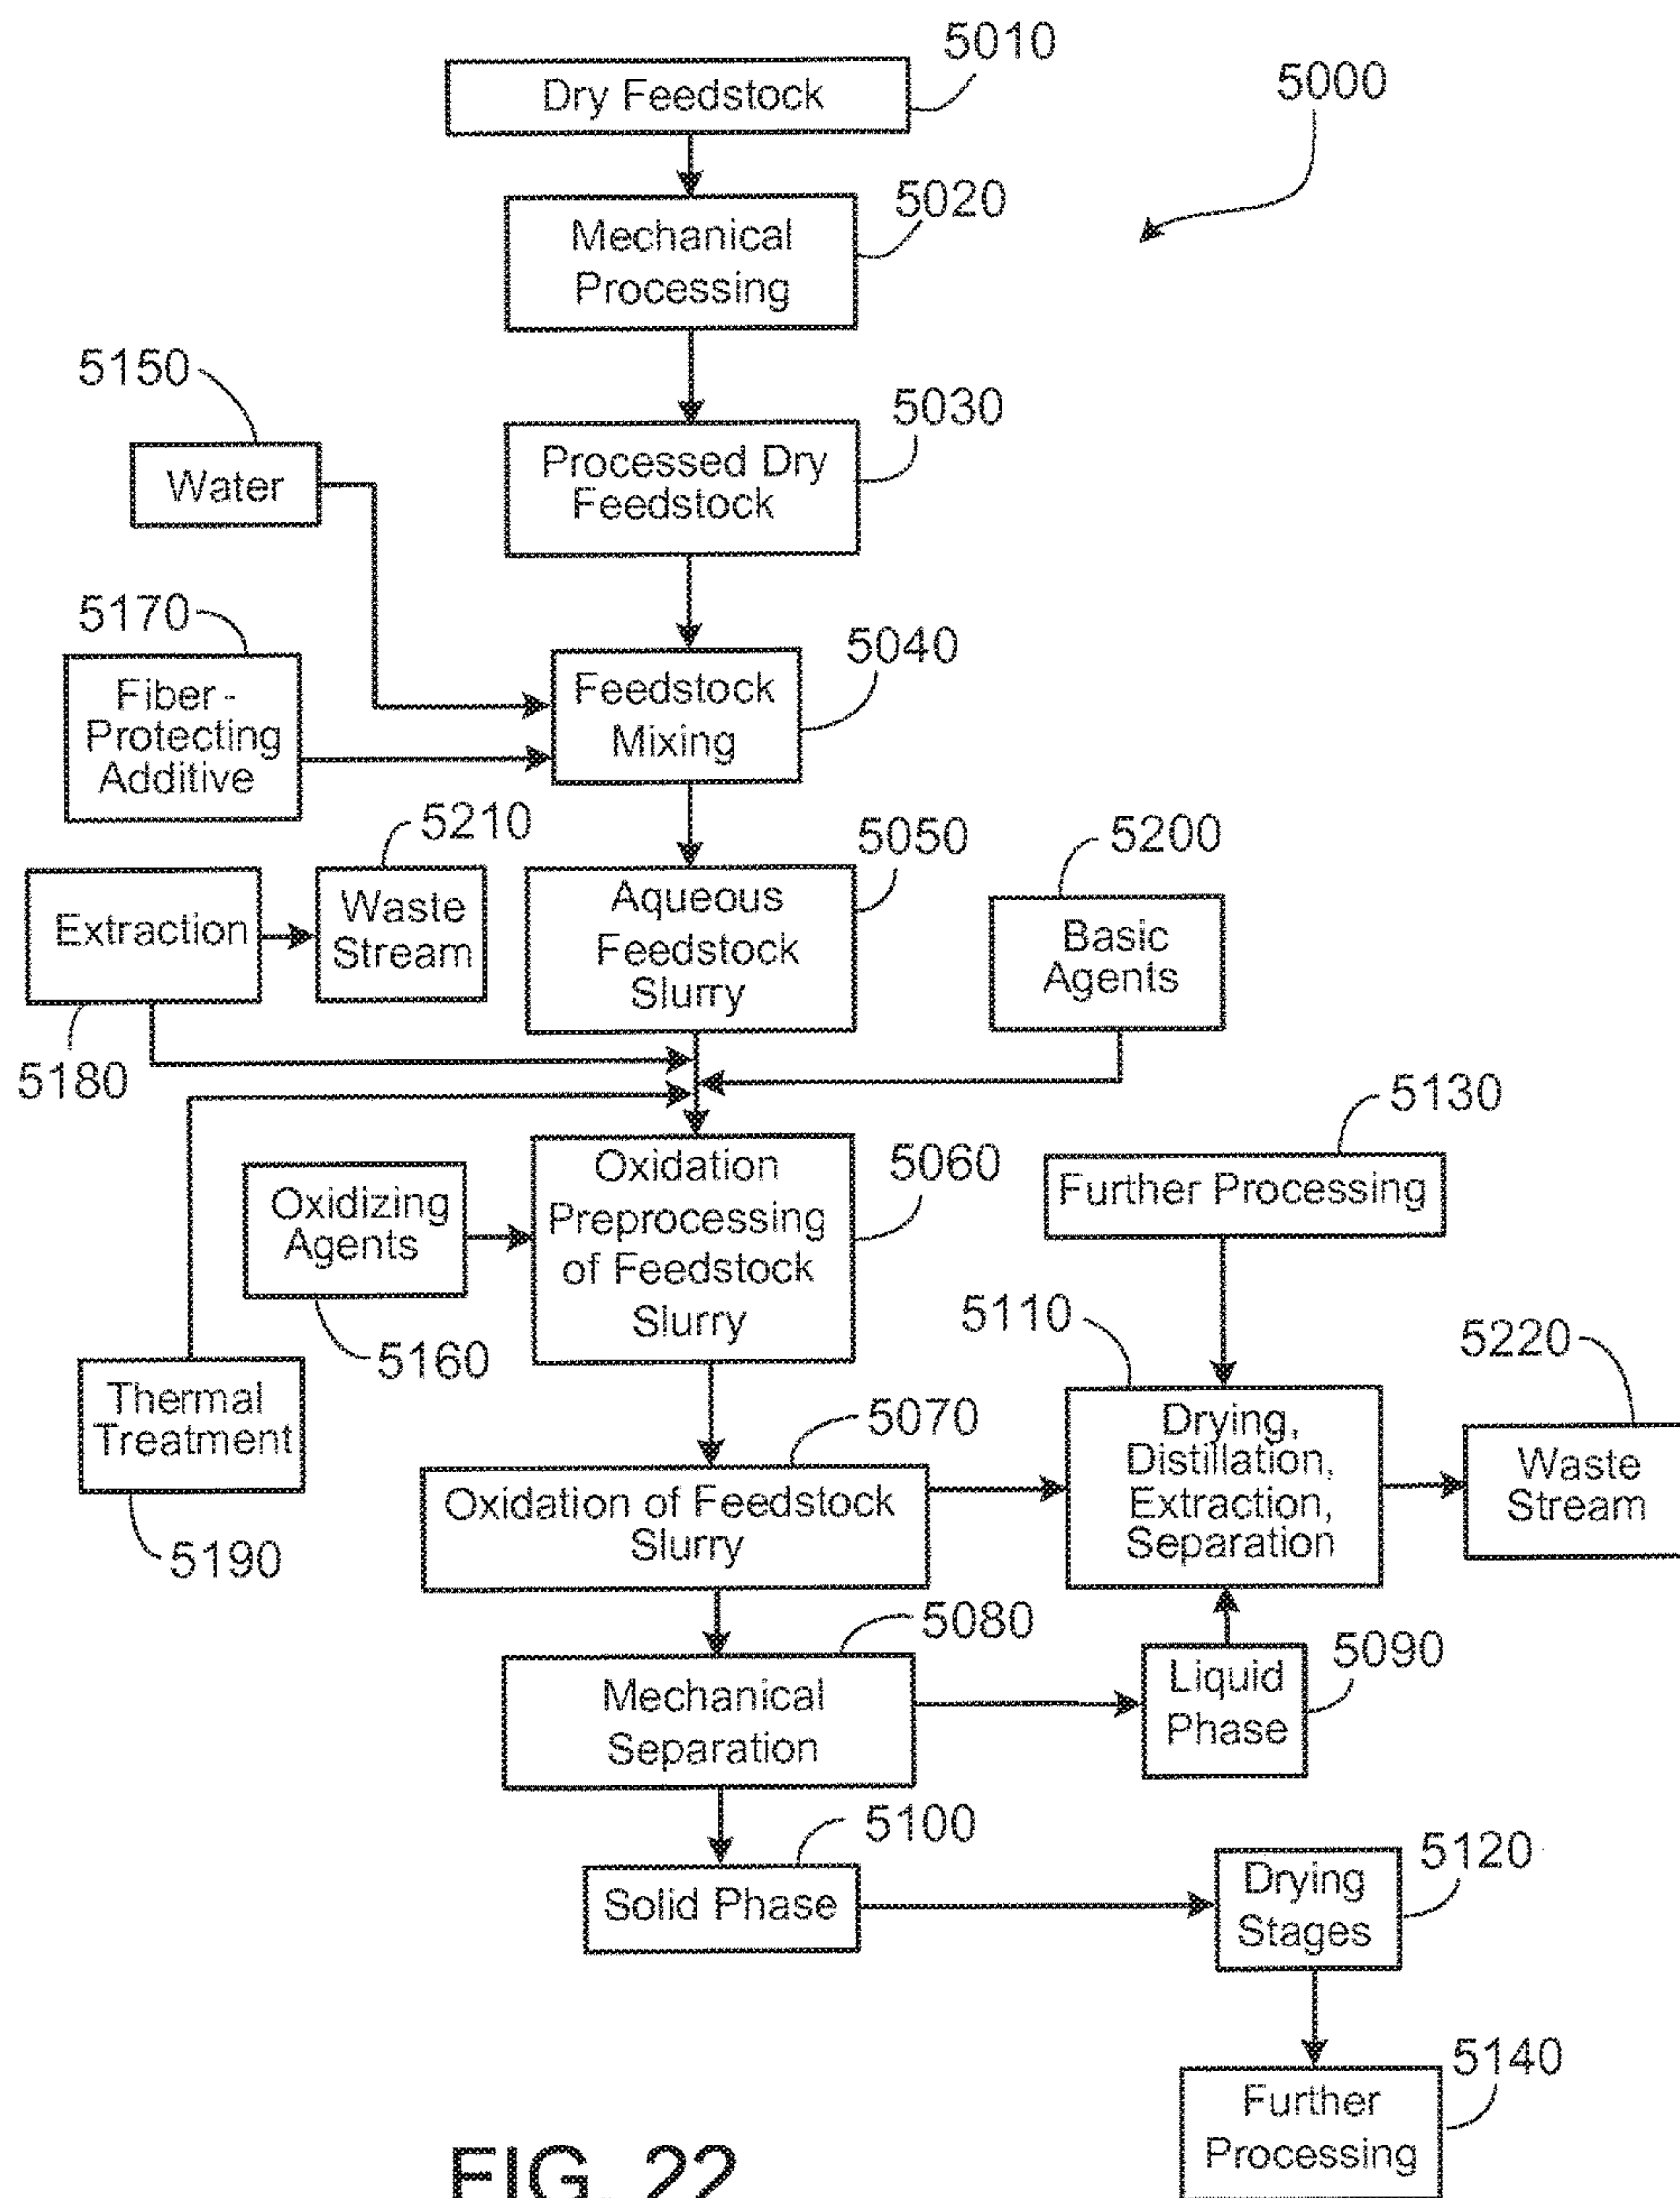 5010
Dry Feedstock
5000
5020
Mechanical
Processing
5150
5030
Water
Processed Dry
Feedstock
5170
5040
Fiber-
Protecting
Additive
Feedstock
Mixing
5210
5050
5200
Extraction
Waste
Stream
Aqueous
Feedstock
Slurry
Basic
Agents
5180
5130
5060
Oxidizing
Agents
Oxidation
Preprocessing
of Feedstock
Slurry
Further Processing
5160
5110
5220
Thermal
Treatment
5190
5070
Oxidation of Feedstock
Slurry
Drying,
Distillation,
Extraction,
Separation
Waste
Stream
5080
Mechanical
Separation
Liquid
Phase
5090
5100
Solid Phase
Drying
Stages
5120
5140
Further
Processing
FIG. 22